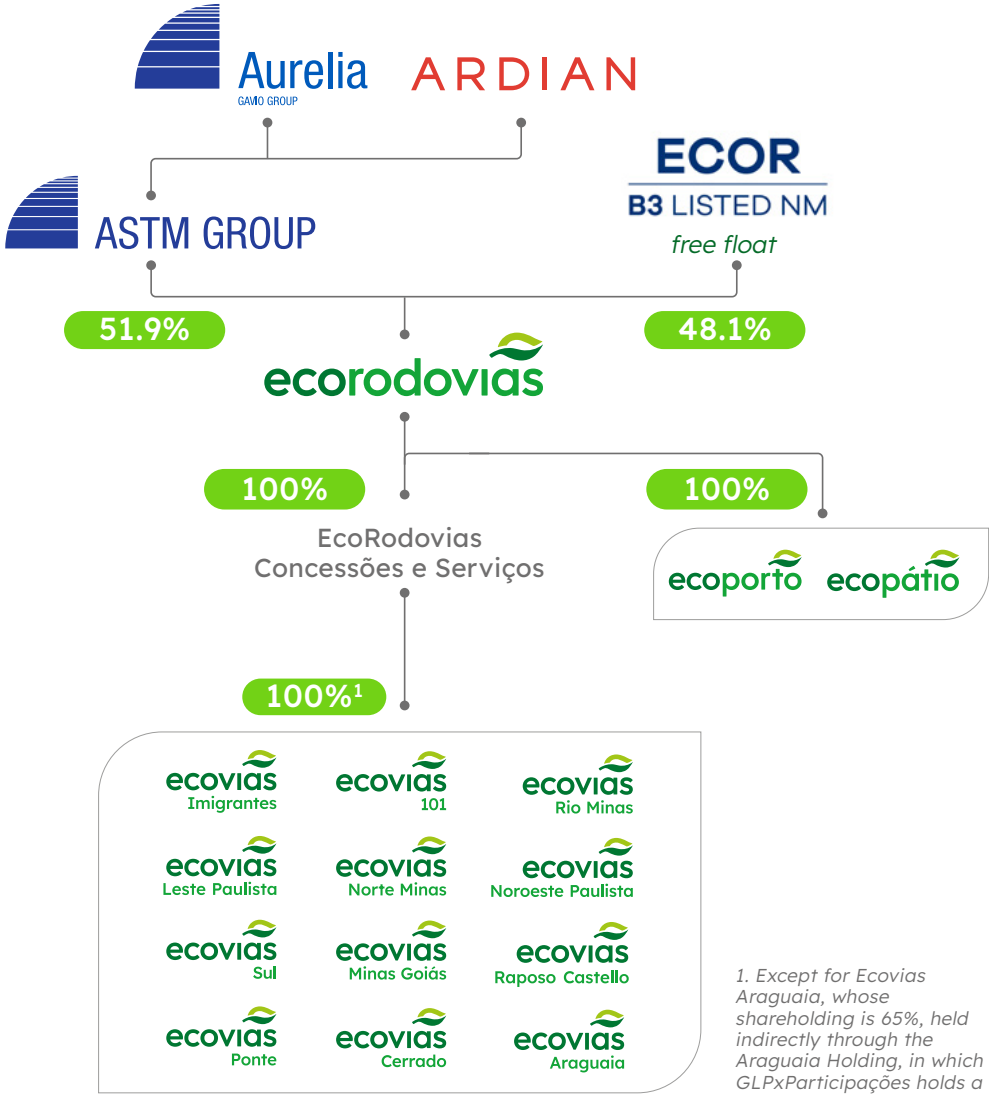 Aurelia
GAVIO GROUP
ARDIAN
ECOR
B3 LISTED NM
free float
ASTM GROUP
51.9%
48.1%
ecorodovias
100%
100%
EcoRodovias
Concessões e Serviços
ecoporto
ecopátio
100%¹
ecovias
Imigrantes
ecovias
101
ecovias
Rio Minas
ecovias
Leste Paulista
ecovias
Norte Minas
ecovias
Noroeste Paulista
ecovias
Sul
ecovias
Minas Goiás
ecovias
Raposo Castello
ecovias
Ponte
ecovias
Cerrado
ecovias
Araguaia
1. Except for Ecovias
Araguaia, whose
shareholding is 65%, held
indirectly through the
Araguaia Holding, in which
GLPxParticipações holds a